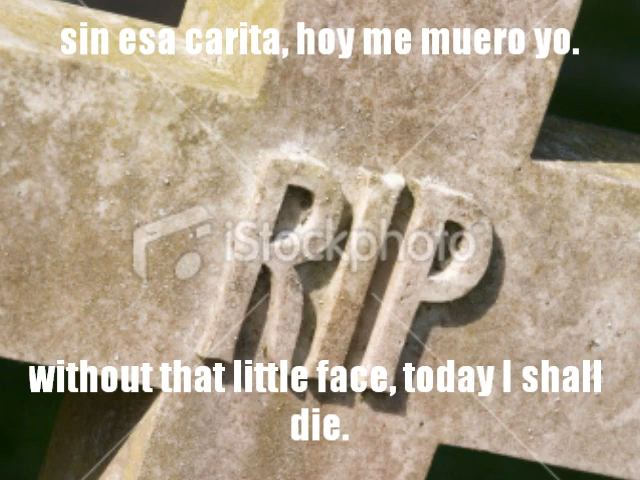 sin esa carita, hoy me muero yo.
RIP
iStockphoto
without that little face, today I shall
die.